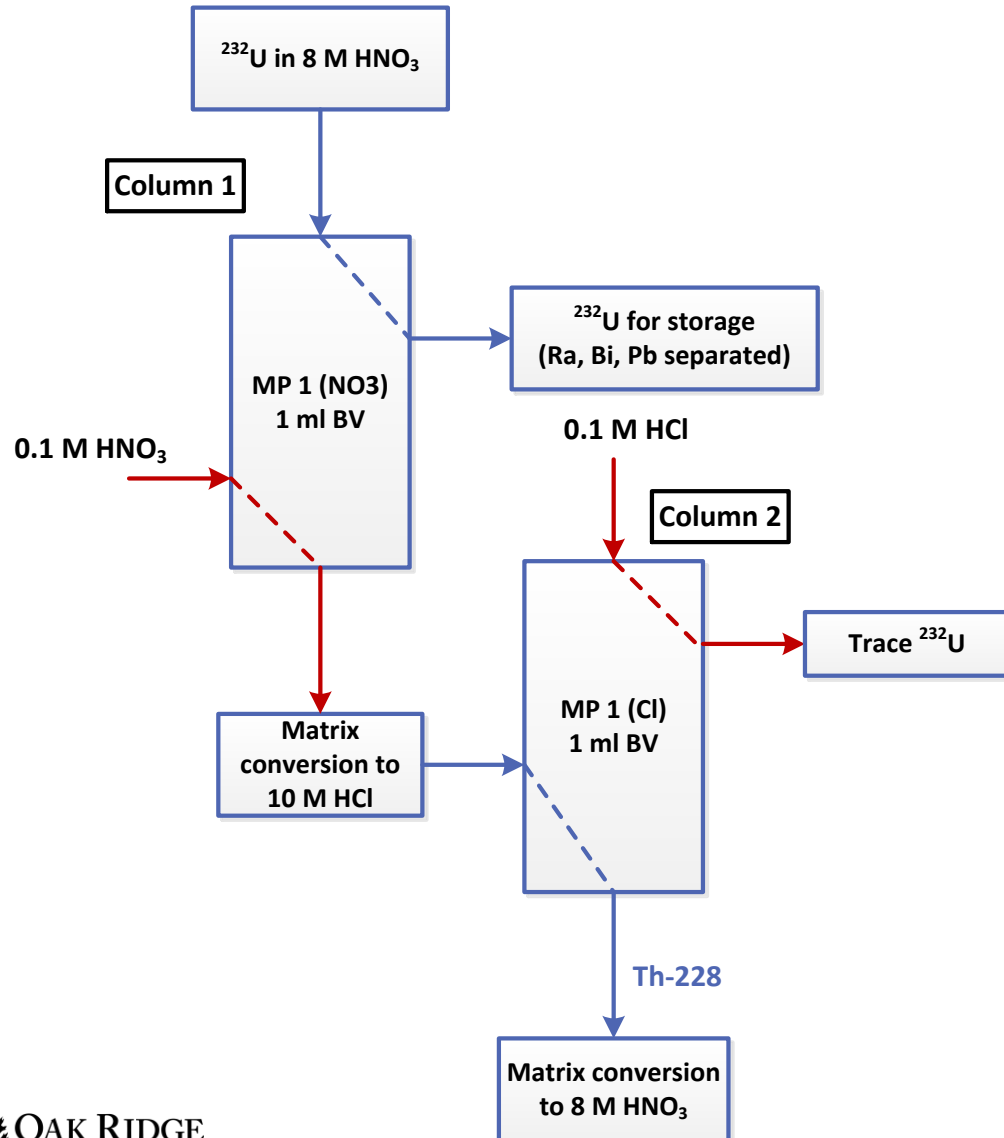 ²³²U in 8 M HNO₃
Column 1
²³²U for storage
(Ra, Bi, Pb separated)
MP 1 (NO3)
1 ml BV
0.1 M HCl
0.1 M HNO₃
Column 2
Trace ²³²U
MP 1 (Cl)
1 ml BV
Matrix
conversion to
10 M HCl
Th-228
Matrix conversion
to 8 M HNO₃
OAK RIDGE